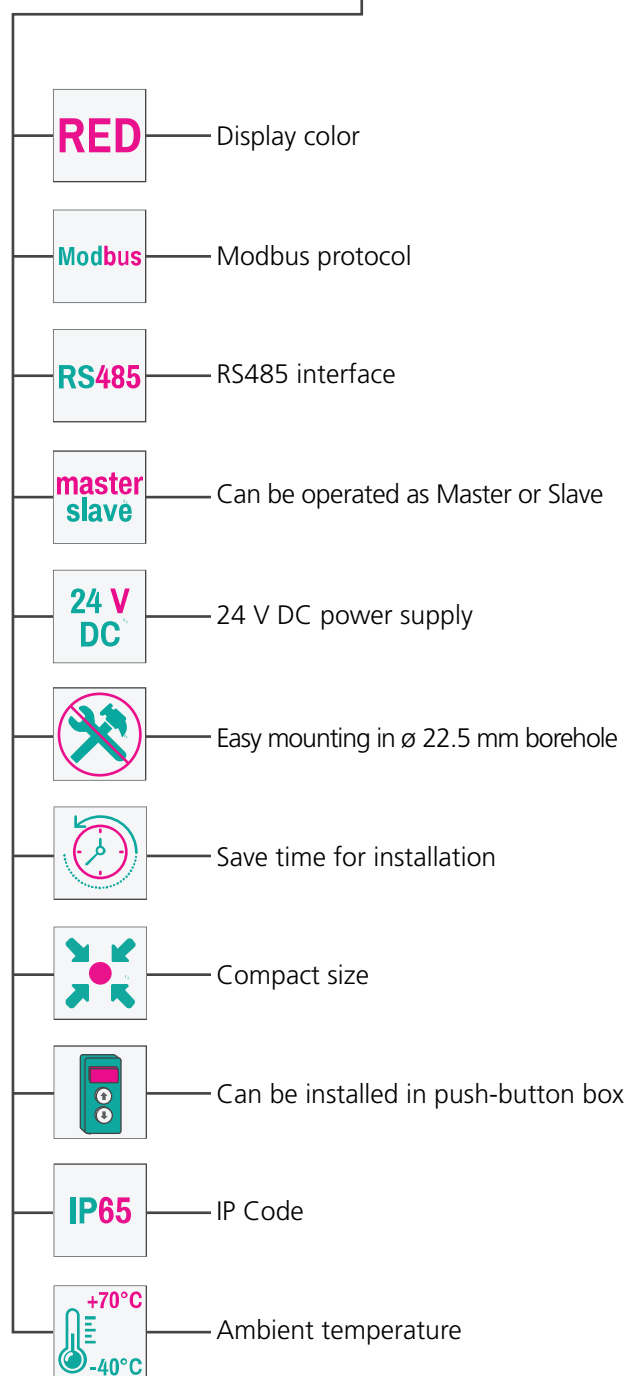 RED
Display color
Modbus
Modbus protocol
RS485
RS485 interface
master
slave
Can be operated as Master or Slave
24 V
DC
24 V DC power supply
Easy mounting in ø 22.5 mm borehole
Save time for installation
Compact size
Can be installed in push-button box
IP65
IP Code
+70°C
Ambient temperature
-40°C